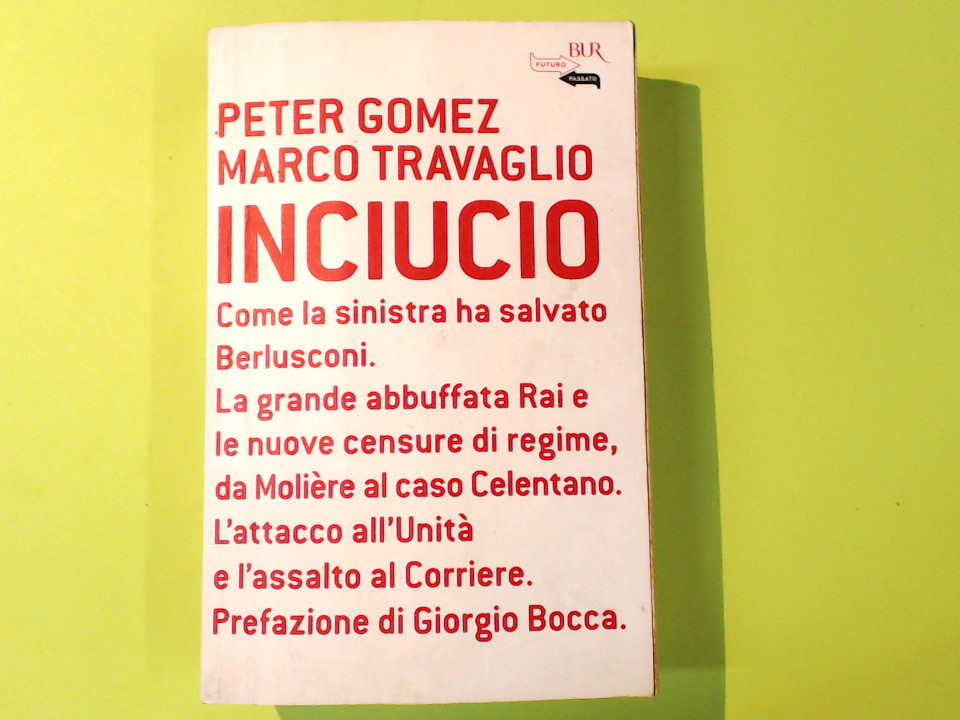 BUR
FUTURO
PASSATO
PETER GOMEZ
MARCO TRAVAGLIO
INCIUCIO
Come la sinistra ha salvato
Berlusconi.
La grande abbuffata Rai e
le nuove censure di regime,
da Molière al caso Celentano.
L'attacco all'Unità
e l'assalto al Corriere.
Prefazione di Giorgio Bocca.